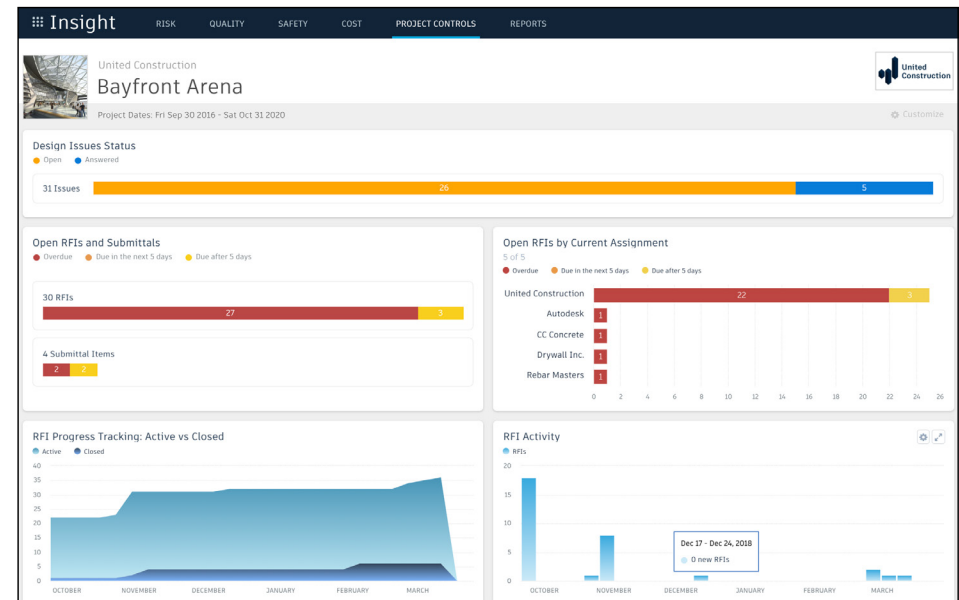 Insight RISK QUALITY SAFETY COST PROJECT CONTROLS REPORTS
United Construction
Bayfront Arena
United
Construction
Project Dates: Fri Sep 30 2016 - Sat Oct 31 2020
Customize
Design Issues Status
Open Answered
31 Issues 26 5
Open RFIs and Submittals
Overdue Due in the next 5 days Due after 5 days
30 RFIs
27 3
4 Submittal Items
2 2
Open RFIs by Current Assignment
5 of 5
Overdue Due in the next 5 days Due after 5 days
United Construction 22 3
Autodesk 1
CC Concrete 1
Drywall Inc. 1
Rebar Masters 1
0 2 4 6 8 10 12 14 16 18 20 22 24 26
RFI Progress Tracking: Active vs Closed
Active Closed
40
35
30
25
20
15
10
5
0
OCTOBER NOVEMBER DECEMBER JANUARY FEBRUARY MARCH
RFI Activity
RFIs
20
15
10
5
0
Dec 17 - Dec 24, 2018
0 new RFIs
OCTOBER NOVEMBER DECEMBER JANUARY FEBRUARY MARCH